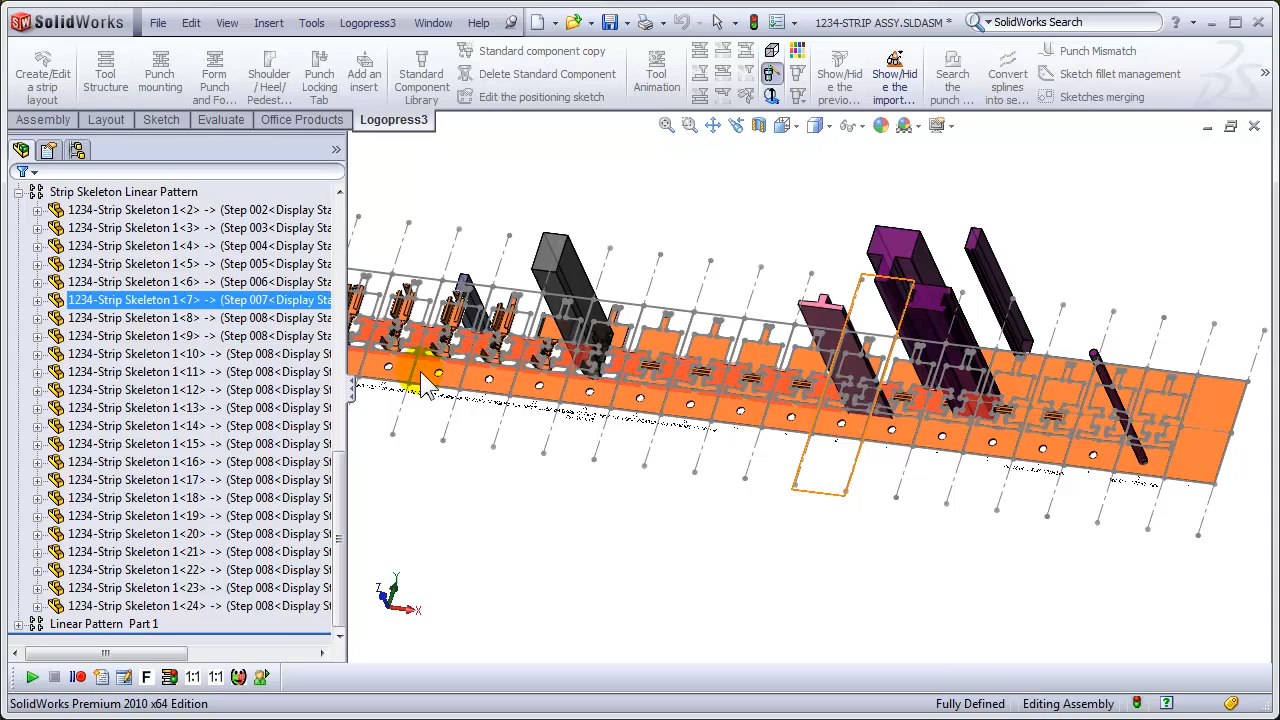 SolidWorks File Edit View Insert Tools Logopress3 Window Help 1234-STRIP ASSY.SLDASM * SolidWorks Search
Create/Edit a strip layout
Tool Structure
Punch mounting
Form Punch and Fo...
Shoulder / Heel/ Pedest...
Punch Locking Tab
Add an insert
Standard Component Library
Standard component copy
Delete Standard Component
Edit the positioning sketch
Tool Animation
Show/Hid e the previo...
Show/Hid e the import...
Search the punch ...
Convert splines into se...
Punch Mismatch
Sketch fillet management
Sketches merging
Assembly Layout Sketch Evaluate Office Products Logopress3
Strip Skeleton Linear Pattern
1234-Strip Skeleton 1<2> -> (Step 002<Display Sta
1234-Strip Skeleton 1<3> -> (Step 003<Display Sta
1234-Strip Skeleton 1<4> -> (Step 004<Display Sta
1234-Strip Skeleton 1<5> -> (Step 005<Display Sta
1234-Strip Skeleton 1<6> -> (Step 006<Display Sta
1234-Strip Skeleton 1<7> -> (Step 007<Display Sta
1234-Strip Skeleton 1<8> -> (Step 008<Display Sta
1234-Strip Skeleton 1<9> -> (Step 008<Display Sta
1234-Strip Skeleton 1<10> -> (Step 008<Display St
1234-Strip Skeleton 1<11> -> (Step 008<Display St
1234-Strip Skeleton 1<12> -> (Step 008<Display St
1234-Strip Skeleton 1<13> -> (Step 008<Display St
1234-Strip Skeleton 1<14> -> (Step 008<Display St
1234-Strip Skeleton 1<15> -> (Step 008<Display St
1234-Strip Skeleton 1<16> -> (Step 008<Display St
1234-Strip Skeleton 1<17> -> (Step 008<Display St
1234-Strip Skeleton 1<18> -> (Step 008<Display St
1234-Strip Skeleton 1<19> -> (Step 008<Display St
1234-Strip Skeleton 1<20> -> (Step 008<Display St
1234-Strip Skeleton 1<21> -> (Step 008<Display St
1234-Strip Skeleton 1<22> -> (Step 008<Display St
1234-Strip Skeleton 1<23> -> (Step 008<Display St
1234-Strip Skeleton 1<24> -> (Step 008<Display St
Linear Pattern Part 1
Y
Z
X
F 1:1 1:1
SolidWorks Premium 2010 x64 Edition Fully Defined Editing Assembly